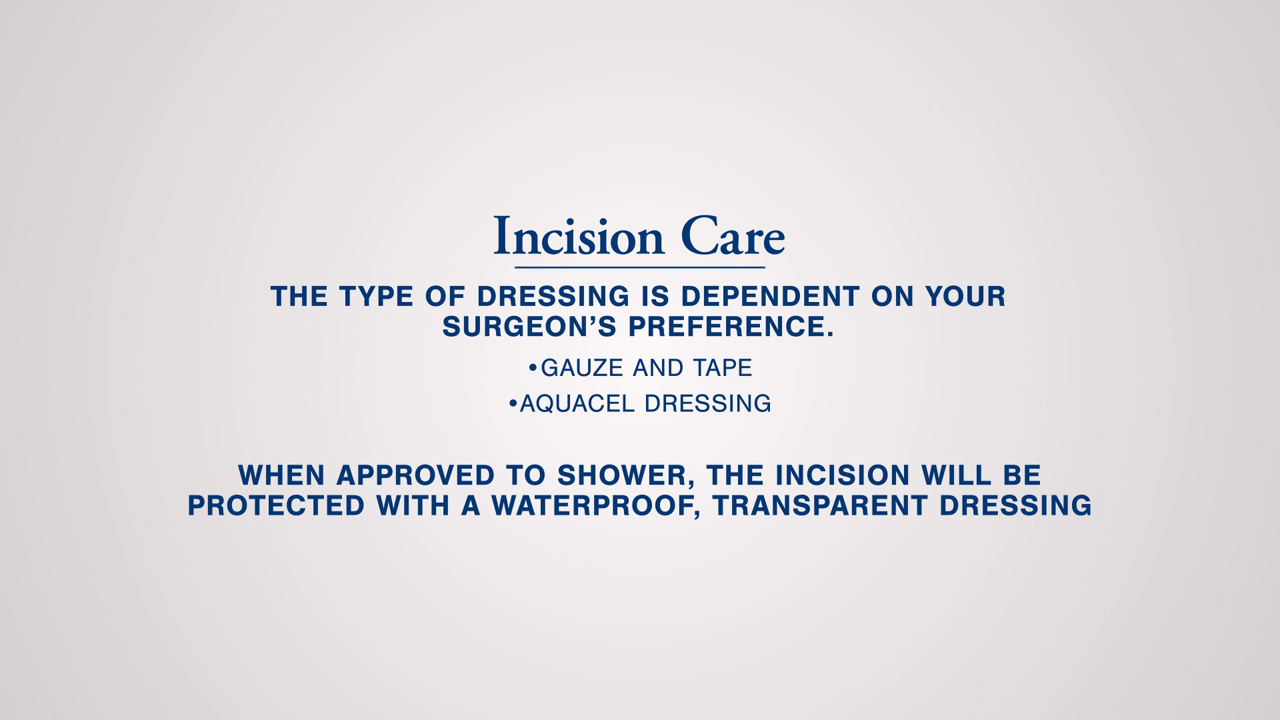 Incision Care
THE TYPE OF DRESSING IS DEPENDENT ON YOUR
SURGEON’S PREFERENCE.
•GAUZE AND TAPE
•AQUACEL DRESSING
WHEN APPROVED TO SHOWER, THE INCISION WILL BE
PROTECTED WITH A WATERPROOF, TRANSPARENT DRESSING